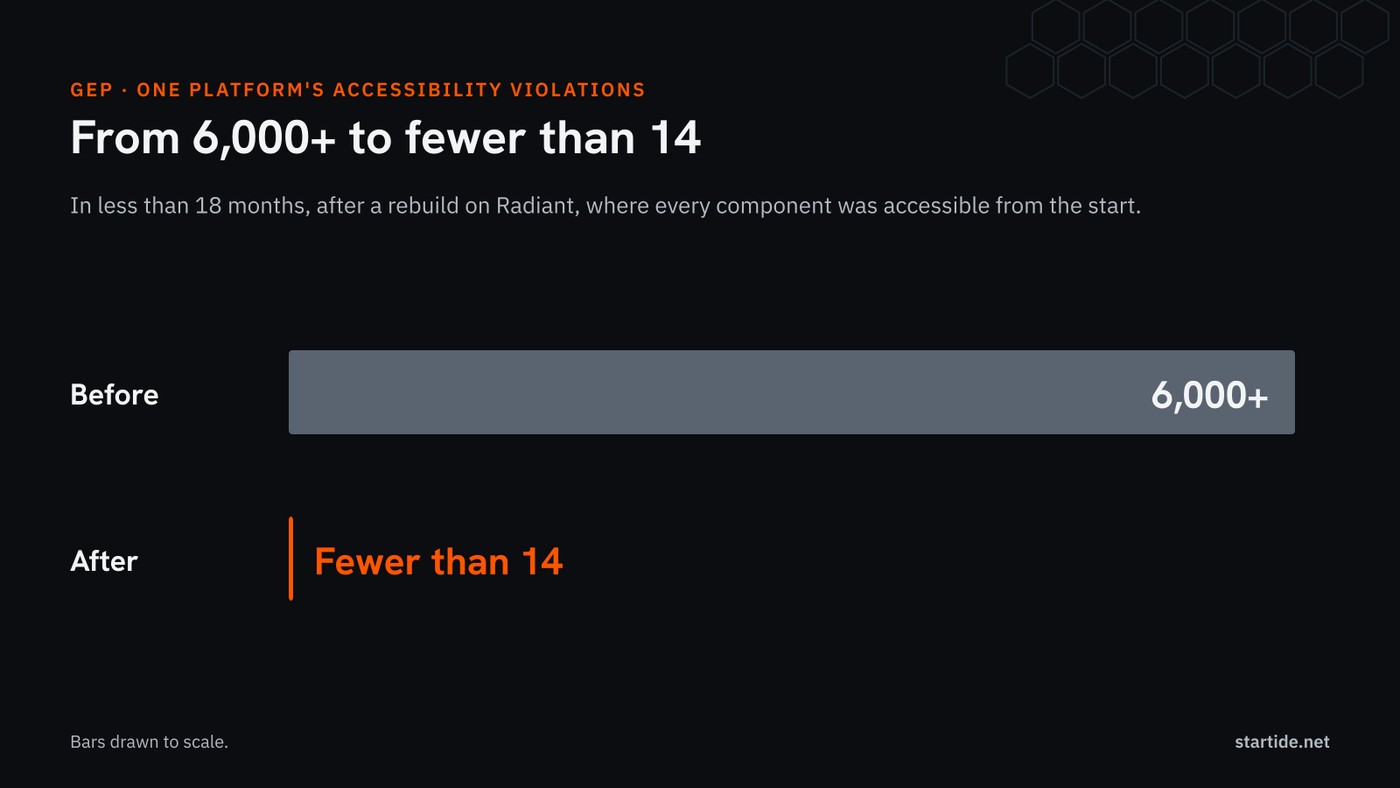 GEP · ONE PLATFORM'S ACCESSIBILITY VIOLATIONS
From 6,000+ to fewer than 14
In less than 18 months, after a rebuild on Radiant, where every component was accessible from the start.
Before
6,000+
After
Fewer than 14
Bars drawn to scale.
startide.net